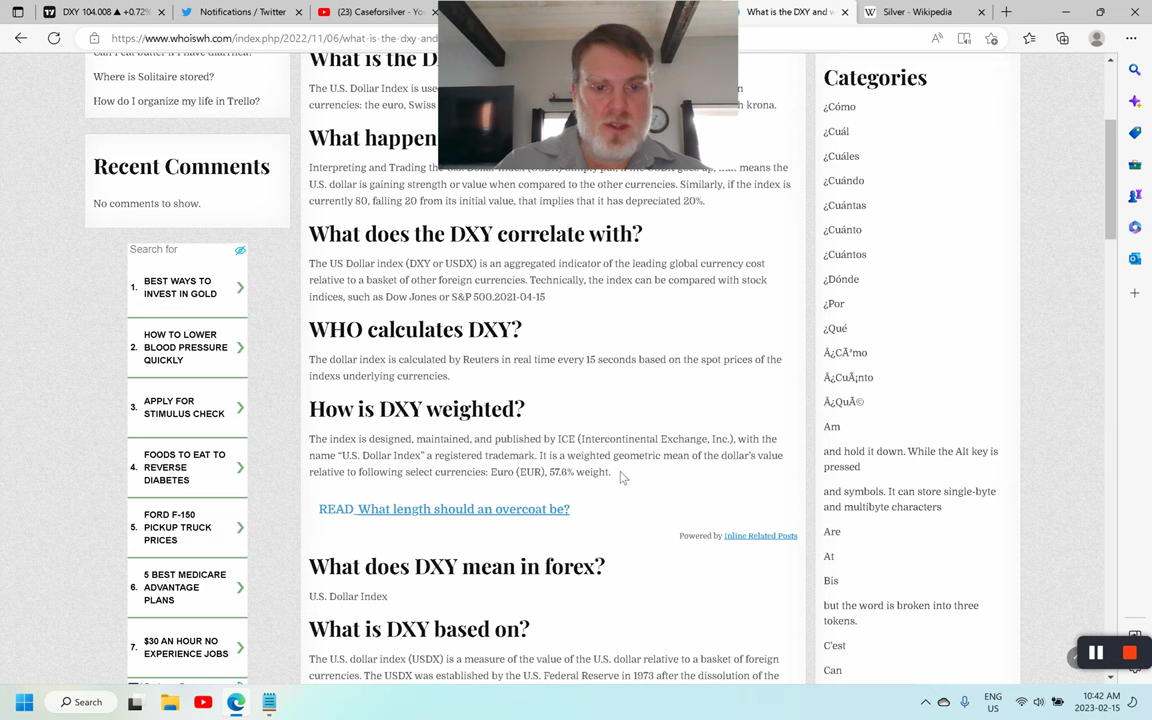 DXY 104.008 ▲ +0.72%
Notifications / Twitter
(23) Caseforsilver - Yo
What is the DXY and w
Silver - Wikipedia
https://www.whoiswh.com/index.php/2022/11/06/what-is-the-dxy-and
Where is Solitaire stored?
How do I organize my life in Trello?
Recent Comments
No comments to show.
Search for
1. BEST WAYS TO
INVEST IN GOLD
2. HOW TO LOWER
BLOOD PRESSURE
QUICKLY
3. APPLY FOR
STIMULUS CHECK
4. FOODS TO EAT TO
REVERSE
DIABETES
5. FORD F-150
PICKUP TRUCK
PRICES
6. 5 BEST MEDICARE
ADVANTAGE
PLANS
7. $30 AN HOUR NO
EXPERIENCE JOBS
What is the D
The U.S. Dollar Index is use
currencies: the euro, Swiss
h krona.
What happen
Interpreting and Trading the U.S. Dollar Index (USDX) Simply put, if the USDX goes up, that means the
U.S. dollar is gaining strength or value when compared to the other currencies. Similarly, if the index is
currently 80, falling 20 from its initial value, that implies that it has depreciated 20%.
What does the DXY correlate with?
The US Dollar index (DXY or USDX) is an aggregated indicator of the leading global currency cost
relative to a basket of other foreign currencies. Technically, the index can be compared with stock
indices, such as Dow Jones or S&P 500.2021-04-15
WHO calculates DXY?
The dollar index is calculated by Reuters in real time every 15 seconds based on the spot prices of the
indexs underlying currencies.
How is DXY weighted?
The index is designed, maintained, and published by ICE (Intercontinental Exchange, Inc.), with the
name “U.S. Dollar Index” a registered trademark. It is a weighted geometric mean of the dollar’s value
relative to following select currencies: Euro (EUR), 57.6% weight.
READ What length should an overcoat be?
Powered by Inline Related Posts
What does DXY mean in forex?
U.S. Dollar Index
What is DXY based on?
The U.S. dollar index (USDX) is a measure of the value of the U.S. dollar relative to a basket of foreign
currencies. The USDX was established by the U.S. Federal Reserve in 1973 after the dissolution of the
Categories
¿Cómo
¿Cuál
¿Cuáles
¿Cuándo
¿Cuántas
¿Cuánto
¿Cuántos
¿Dónde
¿Por
¿Qué
Â¿CÃ³mo
Â¿CuÃ¡nto
Â¿QuÃ©
Am
and hold it down. While the Alt key is
pressed
and symbols. It can store single-byte
and multibyte characters
Are
At
Bis
but the word is broken into three
tokens.
C'est
Can
Search
ENG
US
10:42 AM
2023-02-15